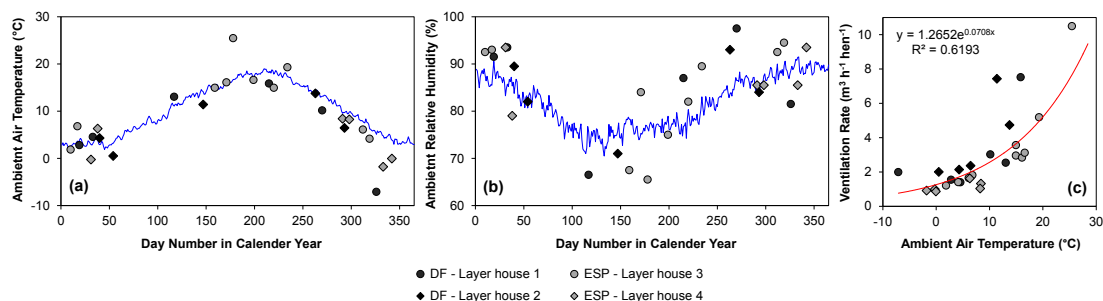 Ambietnt Air Temperature (°C)
30
20
10
0
-10
(a)
0 50 100 150 200 250 300 350
Day Number in Calender Year
Ambietnt Relative Humidity (%)
100
90
80
70
60
(b)
0 50 100 150 200 250 300 350
Day Number in Calender Year
Ventilation Rate (m³ h⁻¹ hen⁻¹)
10
8
6
4
2
0
y = 1.2652e^0.0708x
R² = 0.6193
(c)
-10 0 10 20 30
Ambient Air Temperature (°C)
DF - Layer house 1 ESP - Layer house 3
DF - Layer house 2 ESP - Layer house 4